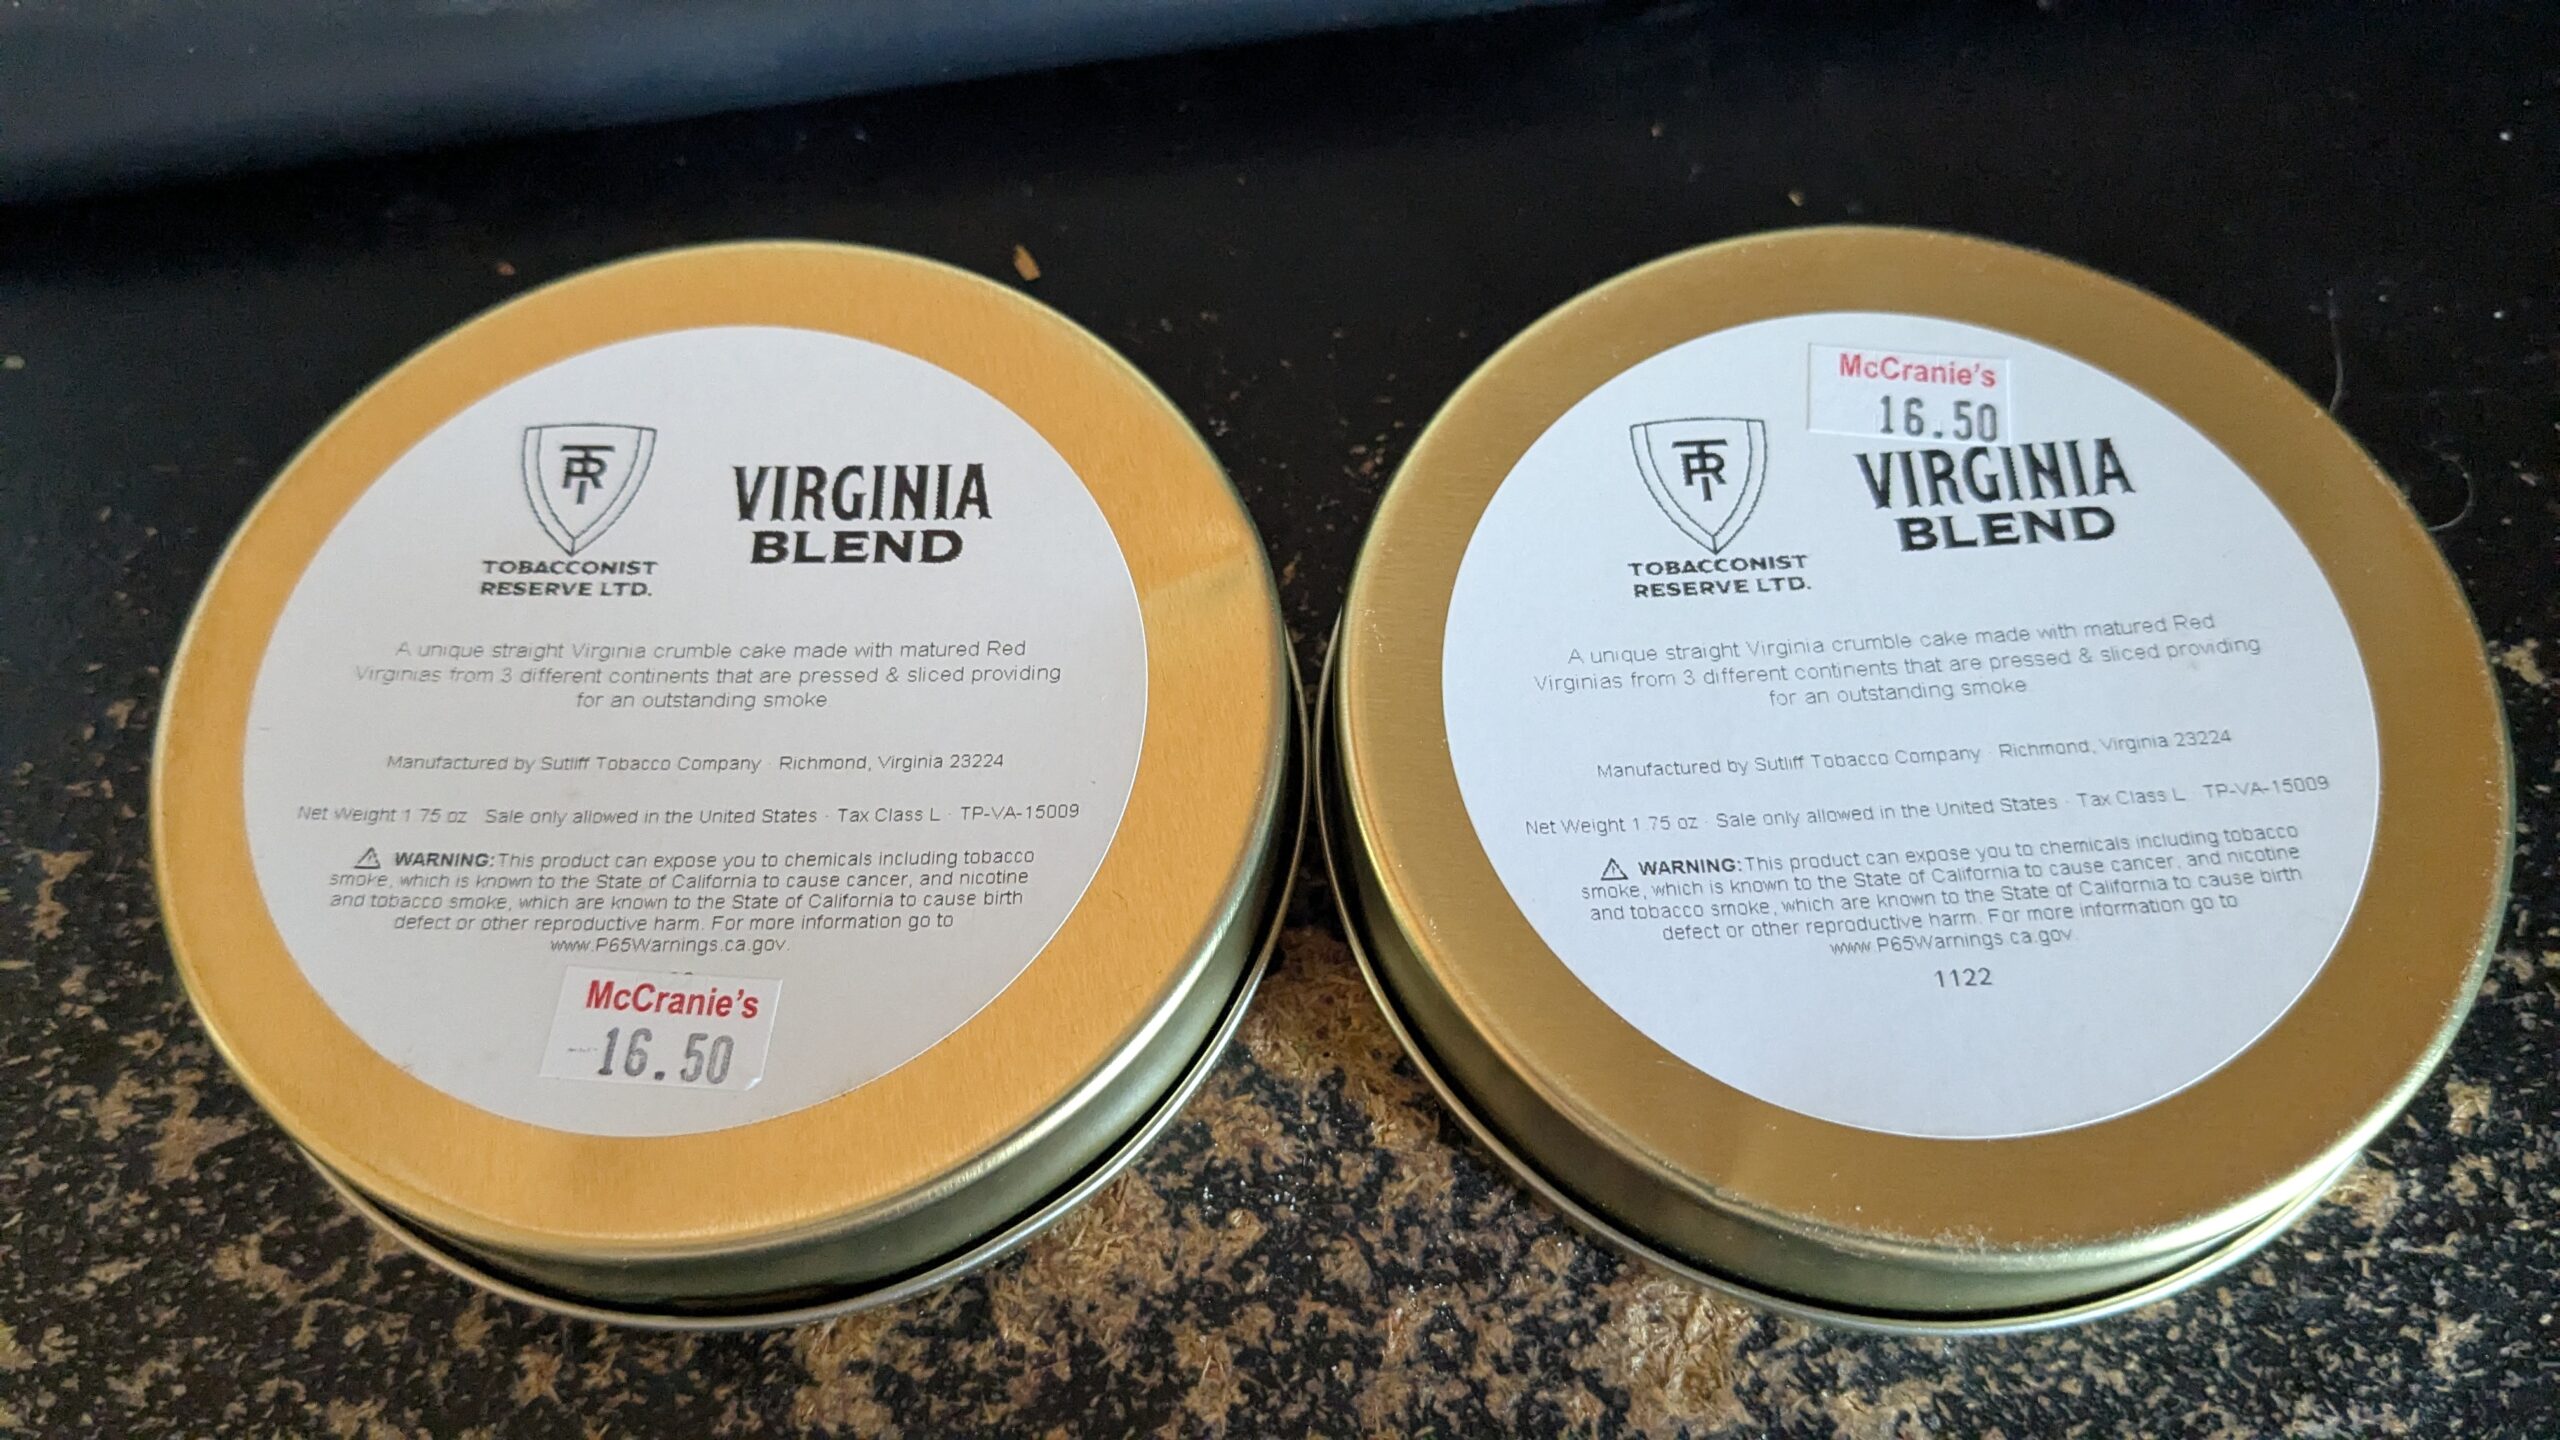 TR
TOBACCONIST
RESERVE LTD.
VIRGINIA
BLEND
A unique straight Virginia crumble cake made with matured Red
Virginias from 3 different continents that are pressed & sliced providing
for an outstanding smoke
Manufactured by Sutliff Tobacco Company · Richmond, Virginia 23224
Net Weight 1.75 oz Sale only allowed in the United States · Tax Class L · TP-VA-15009
WARNING: This product can expose you to chemicals including tobacco
smoke, which is known to the State of California to cause cancer, and nicotine
and tobacco smoke, which are known to the State of California to cause birth
defect or other reproductive harm. For more information go to
www.P65Warnings.ca.gov.
McCranie's
16.50
McCranie's
16.50
TR
TOBACCONIST
RESERVE LTD.
VIRGINIA
BLEND
A unique straight Virginia crumble cake made with matured Red
Virginias from 3 different continents that are pressed & sliced providing
for an outstanding smoke
Manufactured by Sutliff Tobacco Company · Richmond, Virginia 23224
Net Weight 1.75 oz · Sale only allowed in the United States · Tax Class L TP-VA-15009
WARNING: This product can expose you to chemicals including tobacco
smoke, which is known to the State of California to cause cancer, and nicotine
and tobacco smoke, which are known to the State of California to cause birth
defect or other reproductive harm. For more information go to
www.P65Warnings.ca.gov.
1122